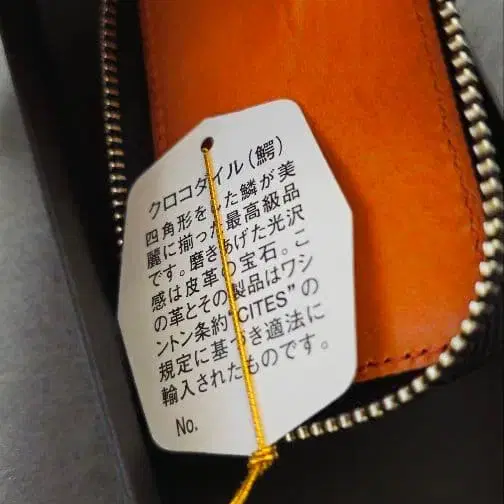 クロコダイル(鰐)
四角形をした鱗が美
麗に揃った最高級品
です。磨きあげた光沢
感は皮革の宝石。こ
の革とその製品はワシ
ントン条約"CITES"の
規定に基づき適法に
輸入されたものです。
No.